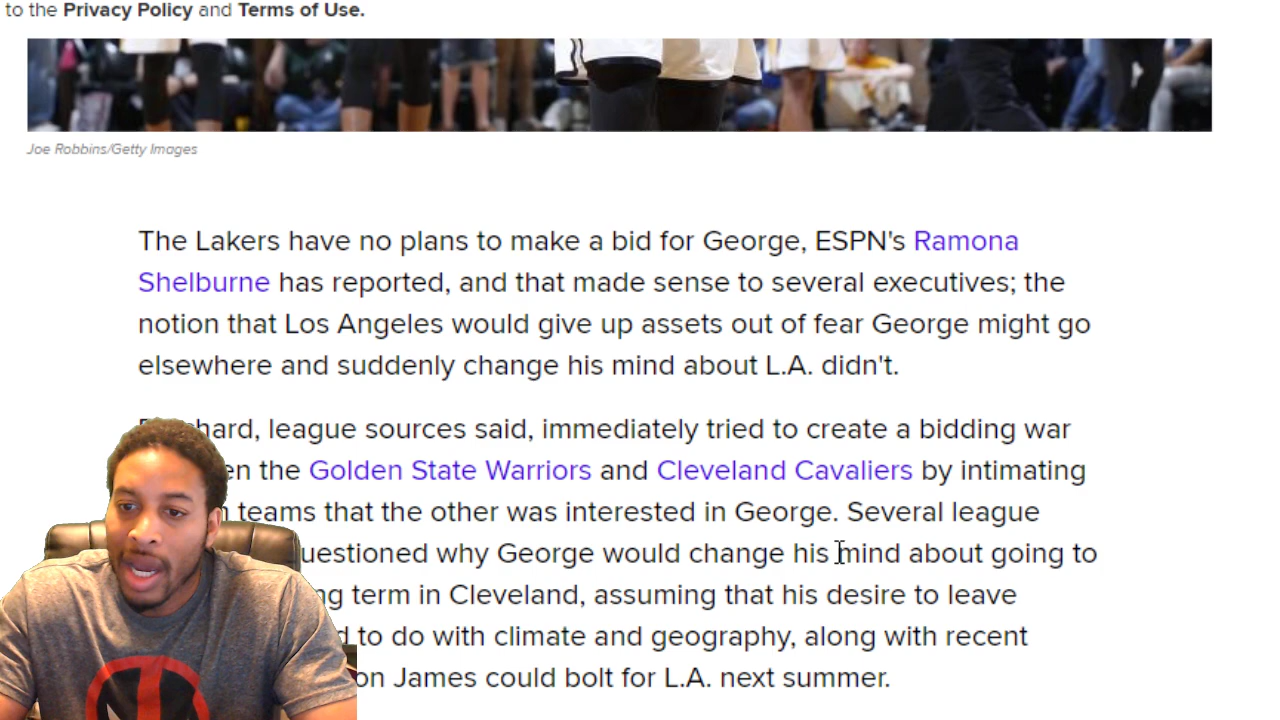 to the Privacy Policy and Terms of Use.
Joe Robbins/Getty Images
The Lakers have no plans to make a bid for George, ESPN's Ramona
Shelburne has reported, and that made sense to several executives; the
notion that Los Angeles would give up assets out of fear George might go
elsewhere and suddenly change his mind about L.A. didn't.
league sources said, immediately tried to create a bidding war
the Golden State Warriors and Cleveland Cavaliers by intimating
teams that the other was interested in George. Several league
questioned why George would change his mind about going to
term in Cleveland, assuming that his desire to leave
to do with climate and geography, along with recent
James could bolt for L.A. next summer.